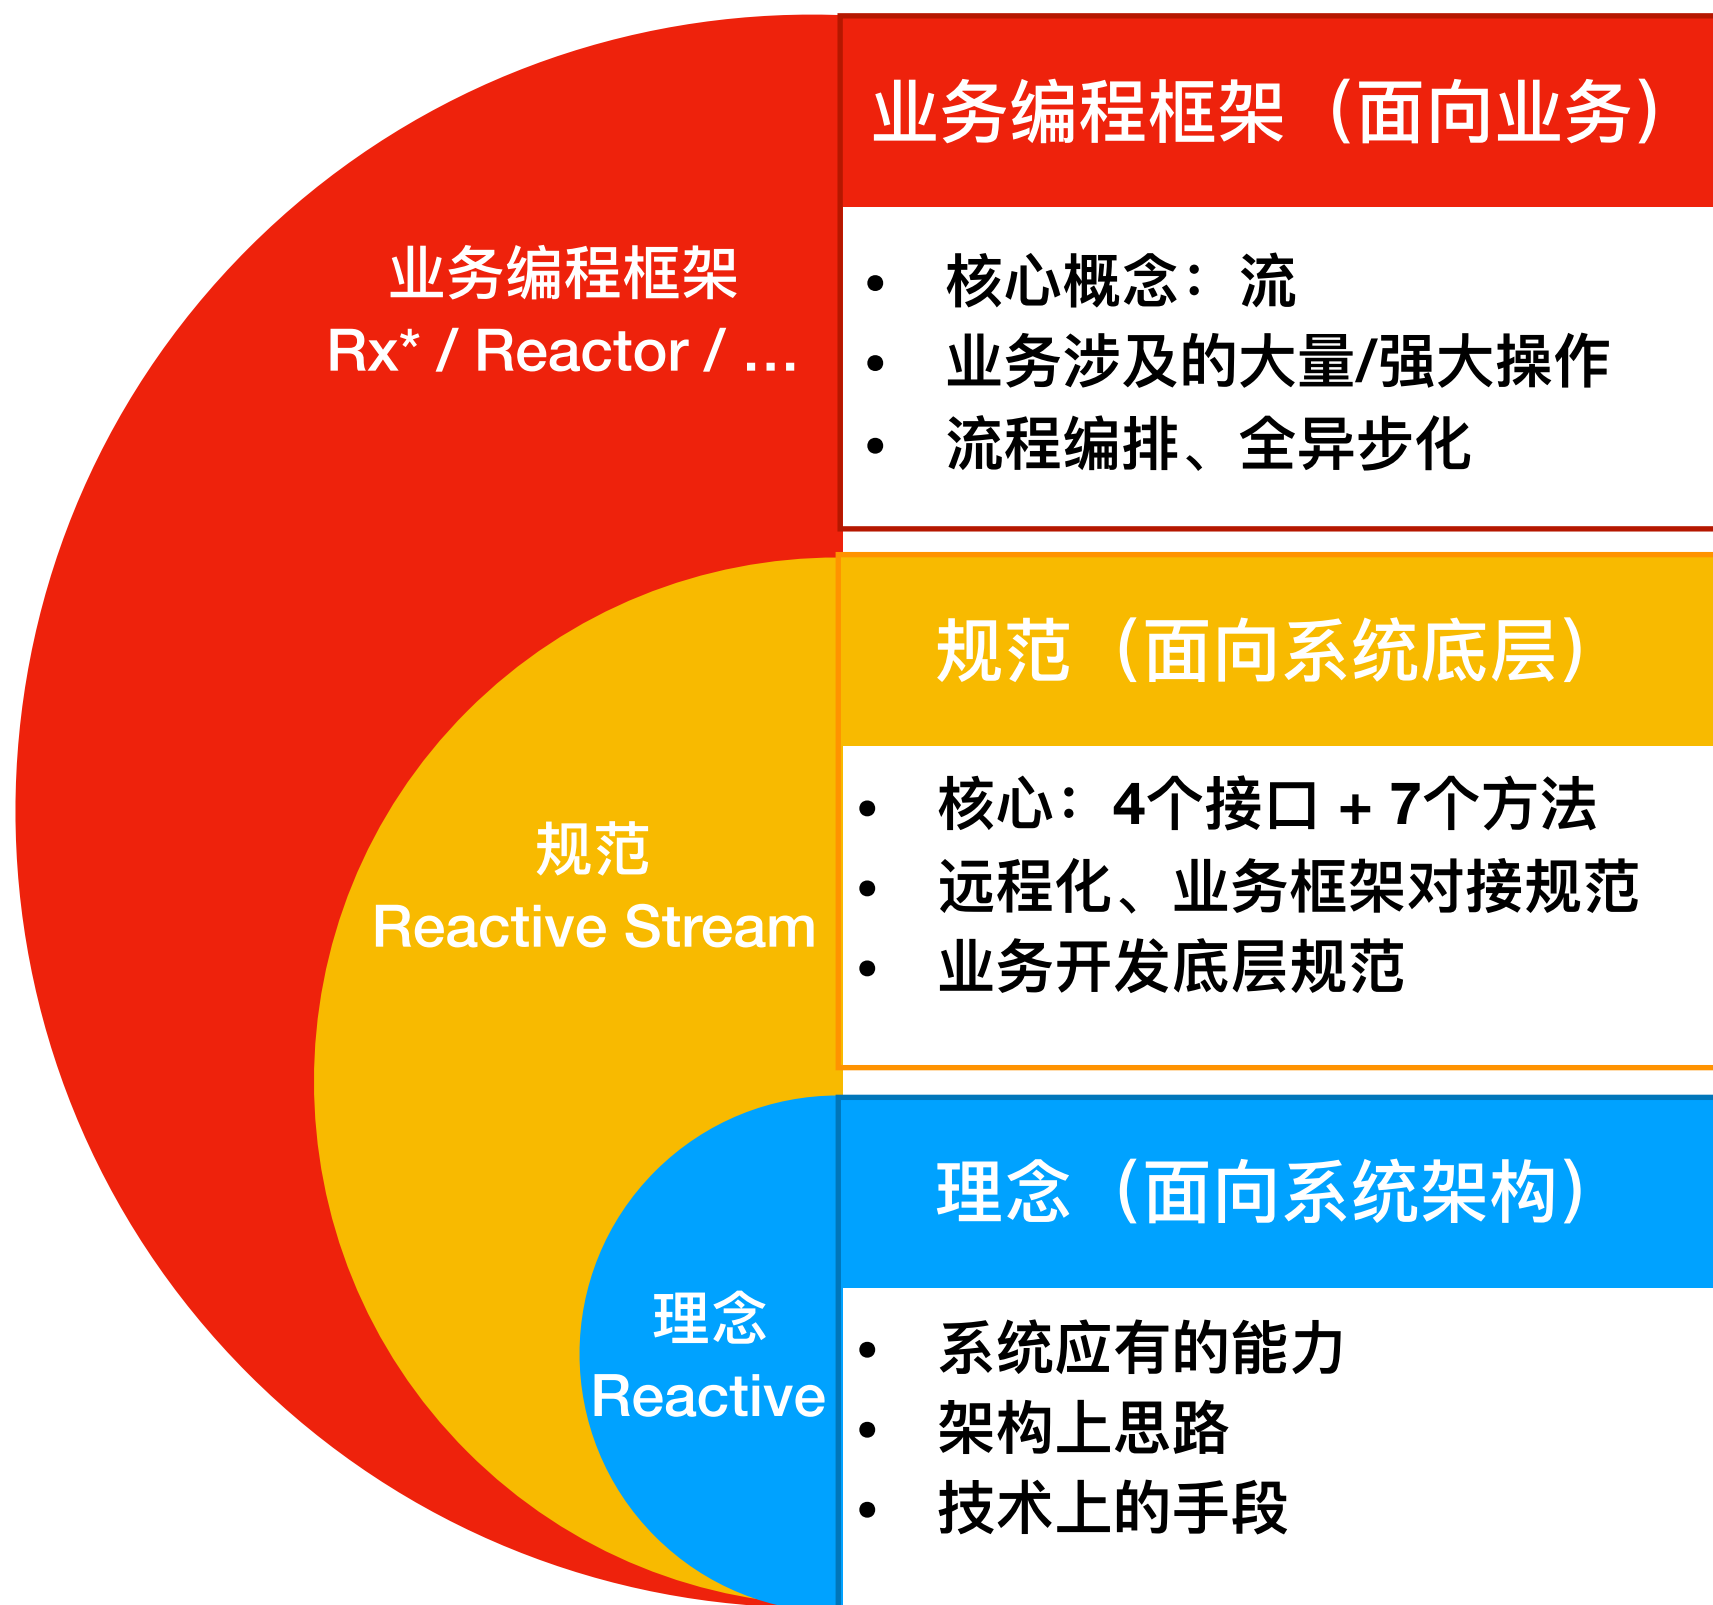 业务编程框架
Rx* / Reactor / …
规范
Reactive Stream
理念
Reactive
业务编程框架（面向业务）
• 核心概念：流
• 业务涉及的大量/强大操作
• 流程编排、全异步化
规范（面向系统底层）
• 核心：4个接口 + 7个方法
• 远程化、业务框架对接规范
• 业务开发底层规范
理念（面向系统架构）
• 系统应有的能力
• 架构上思路
• 技术上的手段